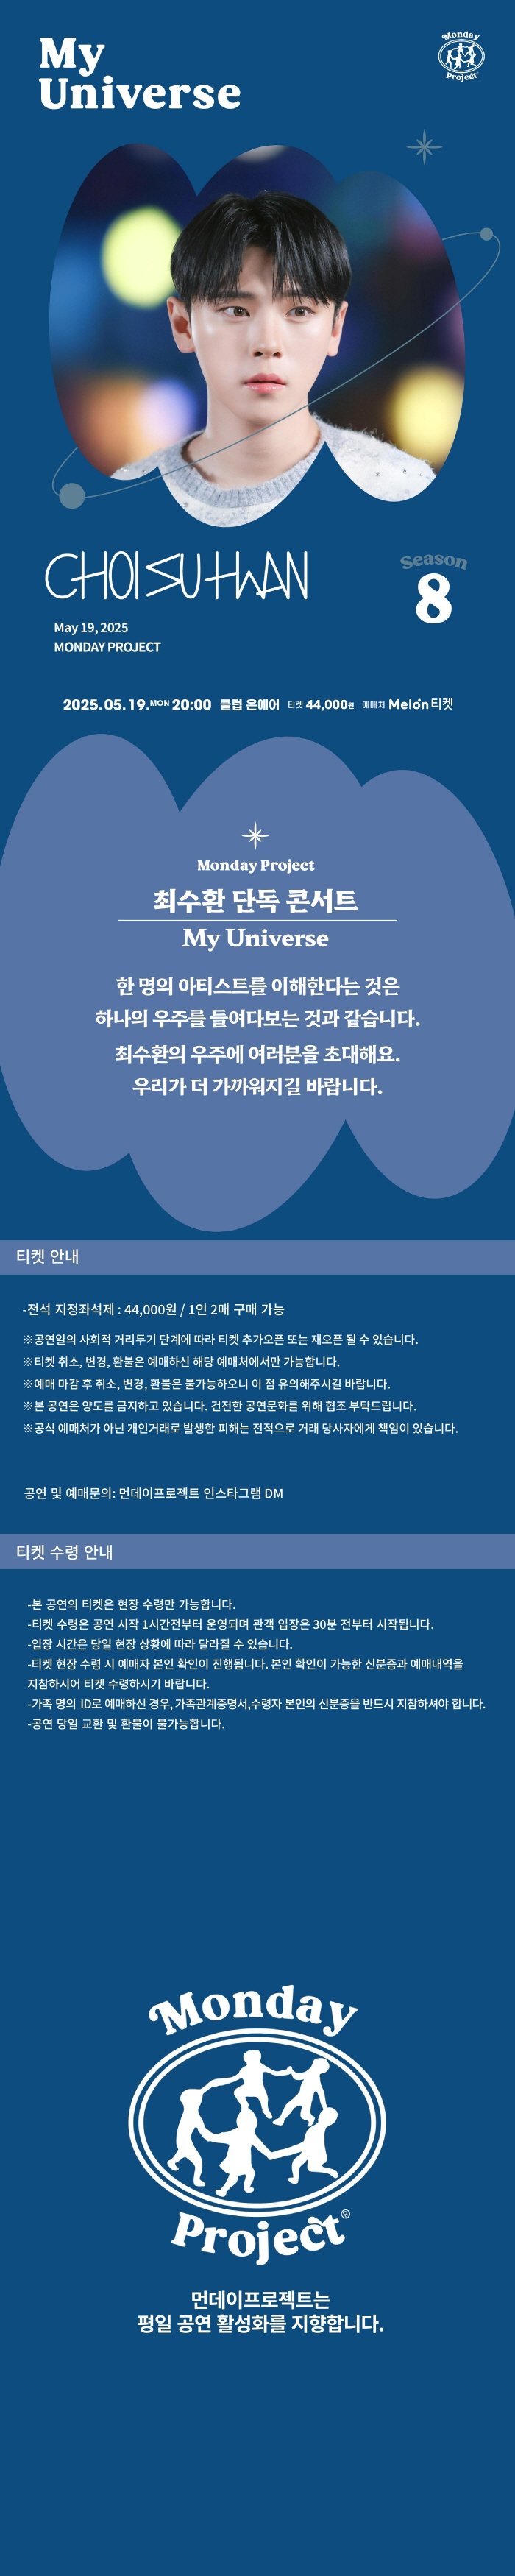 My
Universe
Monday
Project
CHOISUHWAN
Season
8
May 19, 2025
MONDAY PROJECT
2025.05.19.MON 20:00 클럽 온에어 티켓 44,000원 예매처 Melon티켓
Monday Project
최수환 단독 콘서트
My Universe
한 명의 아티스트를 이해한다는 것은
하나의 우주를 들여다보는 것과 같습니다.
최수환의 우주에 여러분을 초대해요.
우리가 더 가까워지길 바랍니다.
티켓 안내
-전석 지정좌석제 : 44,000원 / 1인 2매 구매 가능
※공연일의 사회적 거리두기 단계에 따라 티켓 추가오픈 또는 재오픈 될 수 있습니다.
※티켓 취소, 변경, 환불은 예매하신 해당 예매처에서만 가능합니다.
※예매 마감 후 취소, 변경, 환불은 불가능하오니 이 점 유의해주시길 바랍니다.
※본 공연은 양도를 금지하고 있습니다. 건전한 공연문화를 위해 협조 부탁드립니다.
※공식 예매처가 아닌 개인거래로 발생한 피해는 전적으로 거래 당사자에게 책임이 있습니다.
공연 및 예매문의: 먼데이프로젝트 인스타그램 DM
티켓 수령 안내
-본 공연의 티켓은 현장 수령만 가능합니다.
-티켓 수령은 공연 시작 1시간전부터 운영되며 관객 입장은 30분 전부터 시작됩니다.
-입장 시간은 당일 현장 상황에 따라 달라질 수 있습니다.
-티켓 현장 수령 시 예매자 본인 확인이 진행됩니다. 본인 확인이 가능한 신분증과 예매내역을
지참하시어 티켓 수령하시기 바랍니다.
-가족 명의 ID로 예매하신 경우, 가족관계증명서,수령자 본인의 신분증을 반드시 지참하셔야 합니다.
-공연 당일 교환 및 환불이 불가능합니다.
Monday
Project
먼데이프로젝트는
평일 공연 활성화를 지향합니다.